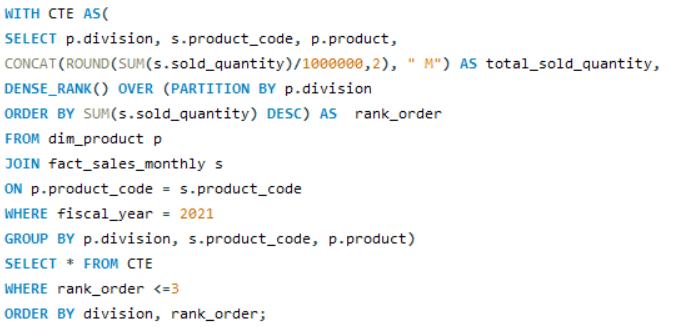 WITH CTE AS(
SELECT p.division, s.product_code, p.product,
CONCAT(ROUND(SUM(s.sold_quantity)/1000000,2), " M") AS total_sold_quantity,
DENSE_RANK() OVER (PARTITION BY p.division
ORDER BY SUM(s.sold_quantity) DESC) AS  rank_order
FROM dim_product p
JOIN fact_sales_monthly s
ON p.product_code = s.product_code
WHERE fiscal_year = 2021
GROUP BY p.division, s.product_code, p.product)
SELECT * FROM CTE
WHERE rank_order <=3
ORDER BY division, rank_order;